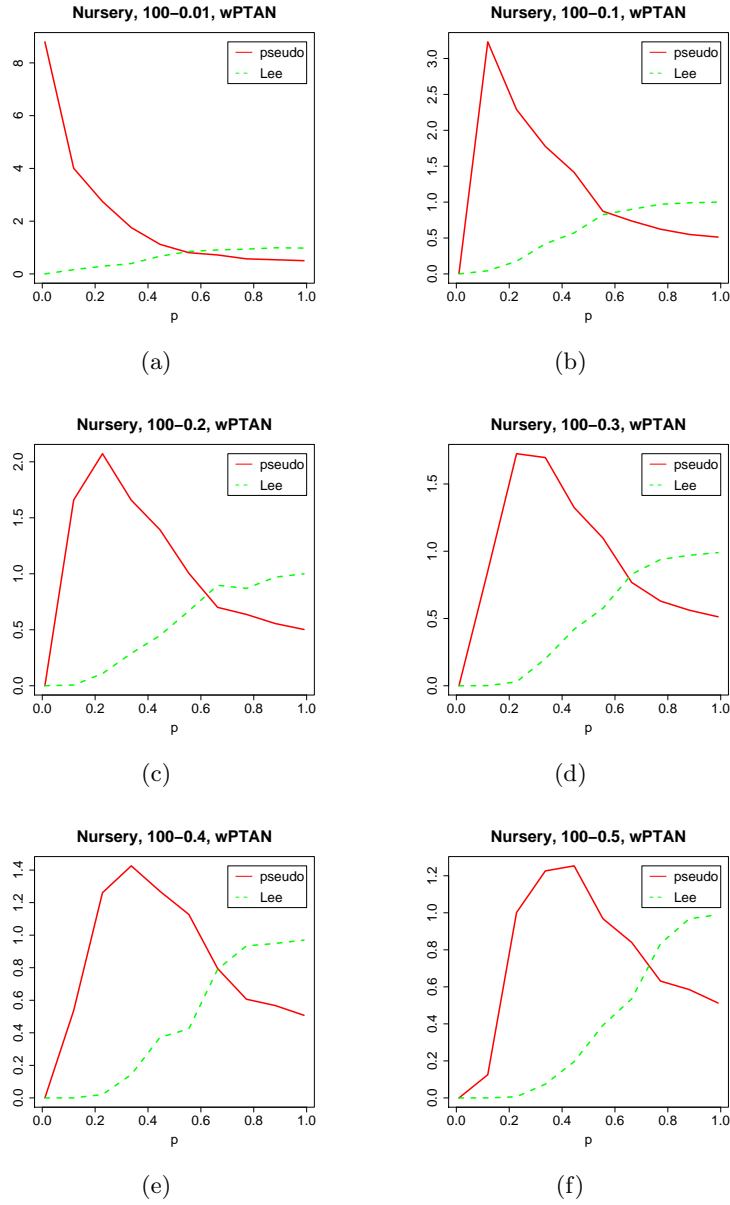 Nursery, 100−0.01, wPTAN
pseudo
Lee
0 2 4 6 8
0.0 0.2 0.4 0.6 0.8 1.0
p
(a)
Nursery, 100−0.1, wPTAN
pseudo
Lee
0.0 0.5 1.0 1.5 2.0 2.5 3.0
0.0 0.2 0.4 0.6 0.8 1.0
p
(b)
Nursery, 100−0.2, wPTAN
pseudo
Lee
0.0 0.5 1.0 1.5 2.0
0.0 0.2 0.4 0.6 0.8 1.0
p
(c)
Nursery, 100−0.3, wPTAN
pseudo
Lee
0.0 0.5 1.0 1.5
0.0 0.2 0.4 0.6 0.8 1.0
p
(d)
Nursery, 100−0.4, wPTAN
pseudo
Lee
0.0 0.2 0.4 0.6 0.8 1.0 1.2 1.4
0.0 0.2 0.4 0.6 0.8 1.0
p
(e)
Nursery, 100−0.5, wPTAN
pseudo
Lee
0.0 0.2 0.4 0.6 0.8 1.0 1.2
0.0 0.2 0.4 0.6 0.8 1.0
p
(f)